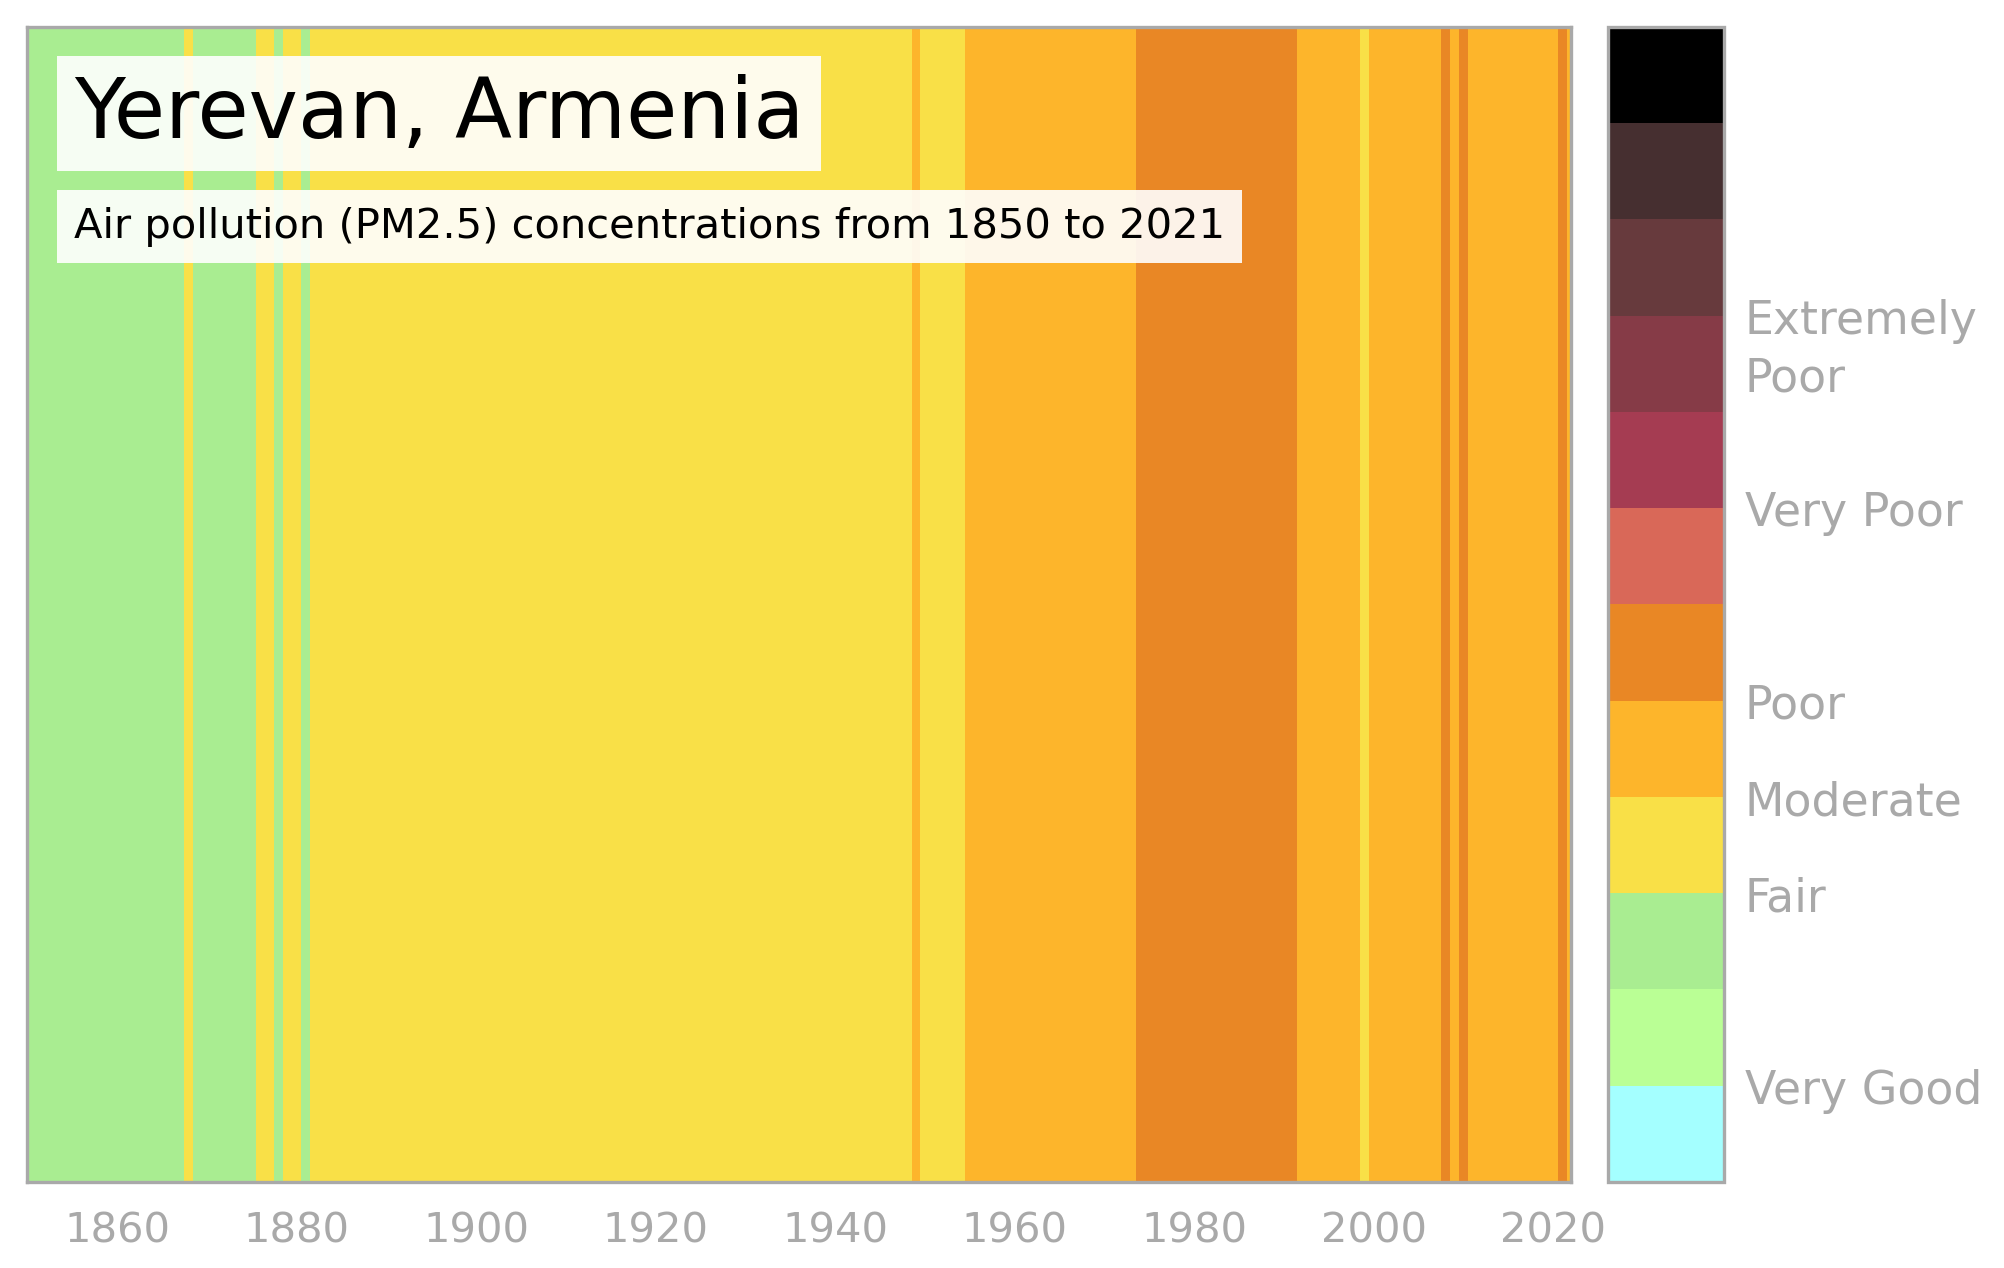 Yerevan, Armenia
Air pollution (PM2.5) concentrations from 1850 to 2021
Extremely
Poor
Very Poor
Poor
Moderate
Fair
Very Good
1860 1880 1900 1920 1940 1960 1980 2000 2020